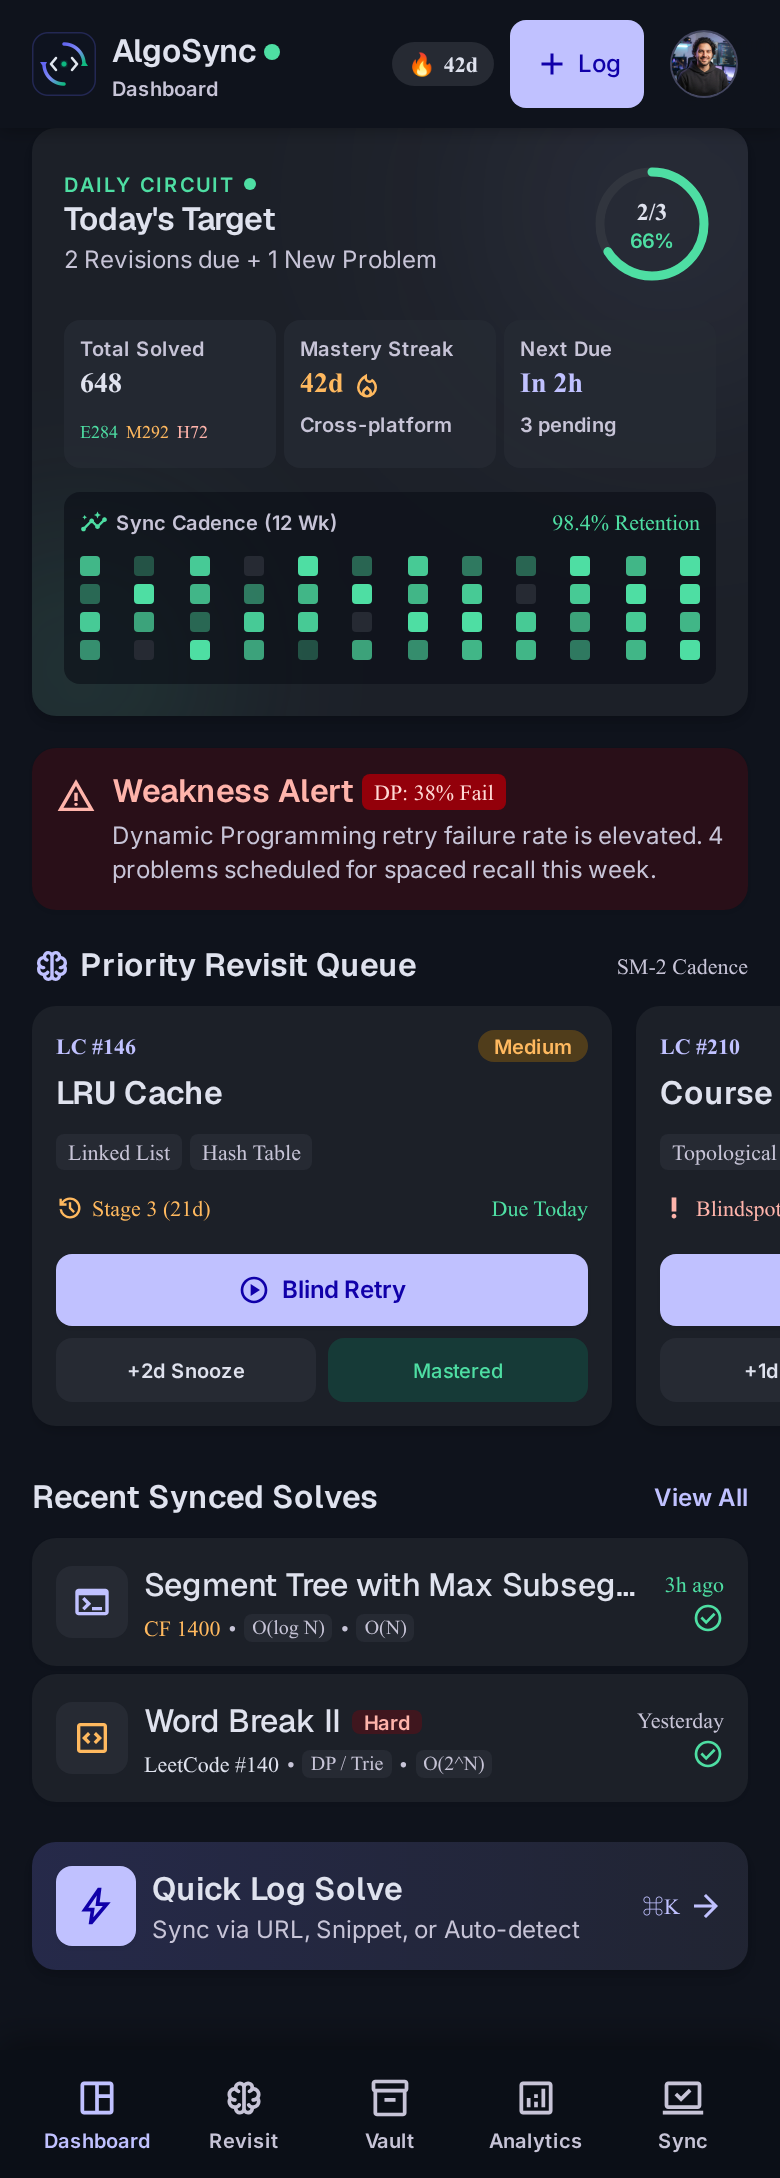 AlgoSync
Dashboard
🔥 42d
+ Log
DAILY CIRCUIT
Today's Target
2 Revisions due + 1 New Problem
2/3
66%
Total Solved
648
E284 M292 H72
Mastery Streak
42d
Cross-platform
Next Due
In 2h
3 pending
Sync Cadence (12 Wk)
98.4% Retention
Weakness Alert DP: 38% Fail
Dynamic Programming retry failure rate is elevated. 4
problems scheduled for spaced recall this week.
Priority Revisit Queue
SM-2 Cadence
LC #146
Medium
LRU Cache
Linked List Hash Table
Stage 3 (21d)
Due Today
Blind Retry
+2d Snooze
Mastered
LC #210
Course
Topological
Blindspot
+1d
Recent Synced Solves
View All
Segment Tree with Max Subseg...
3h ago
CF 1400 • O(log N) • O(N)
Word Break II Hard
Yesterday
LeetCode #140 • DP / Trie • O(2^N)
Quick Log Solve
Sync via URL, Snippet, or Auto-detect
⌘K →
Dashboard
Revisit
Vault
Analytics
Sync